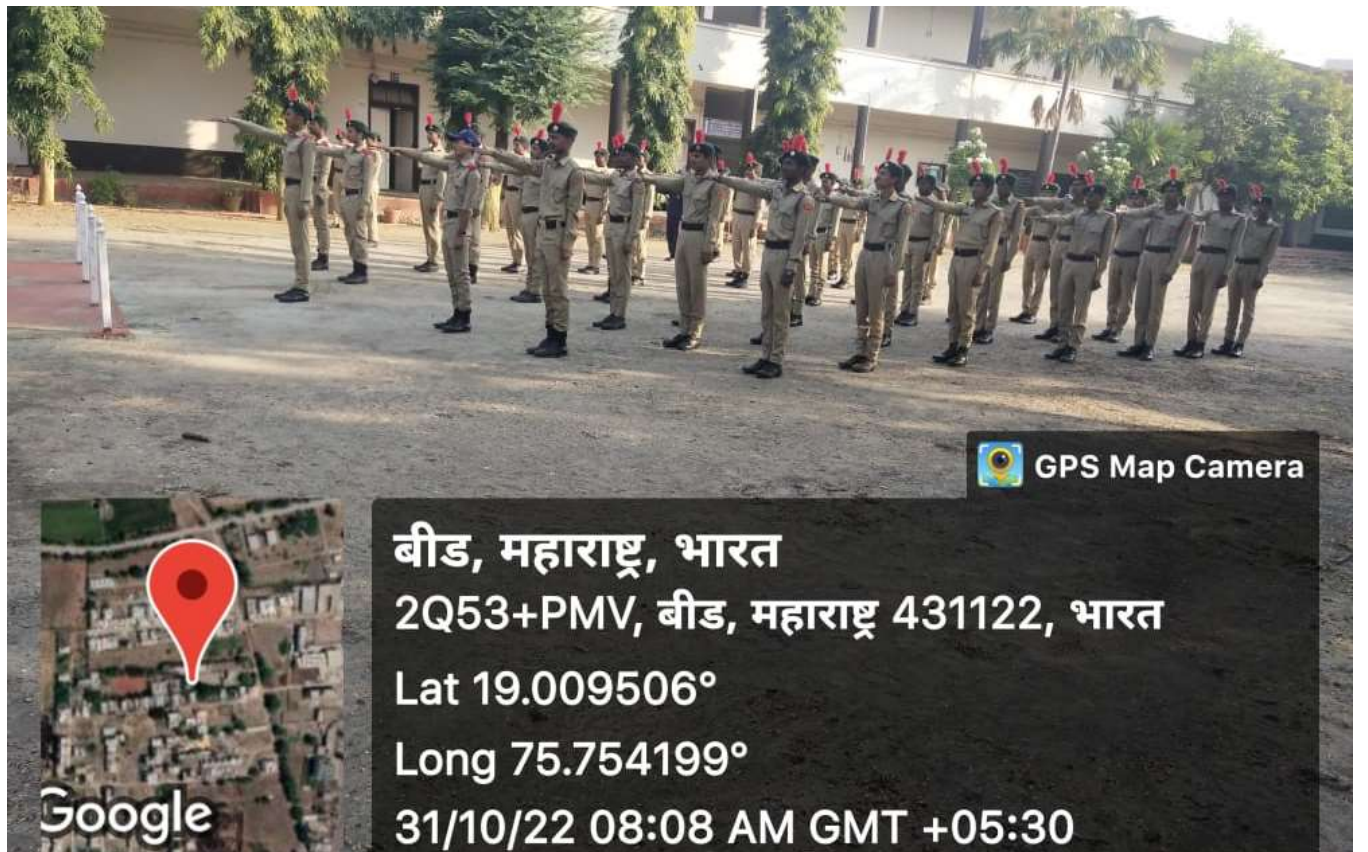 GPS Map Camera
बीड, महाराष्ट्र, भारत
2Q53+PMV, बीड, महाराष्ट्र 431122, भारत
Lat 19.009506°
Long 75.754199°
31/10/22 08:08 AM GMT +05:30
Google